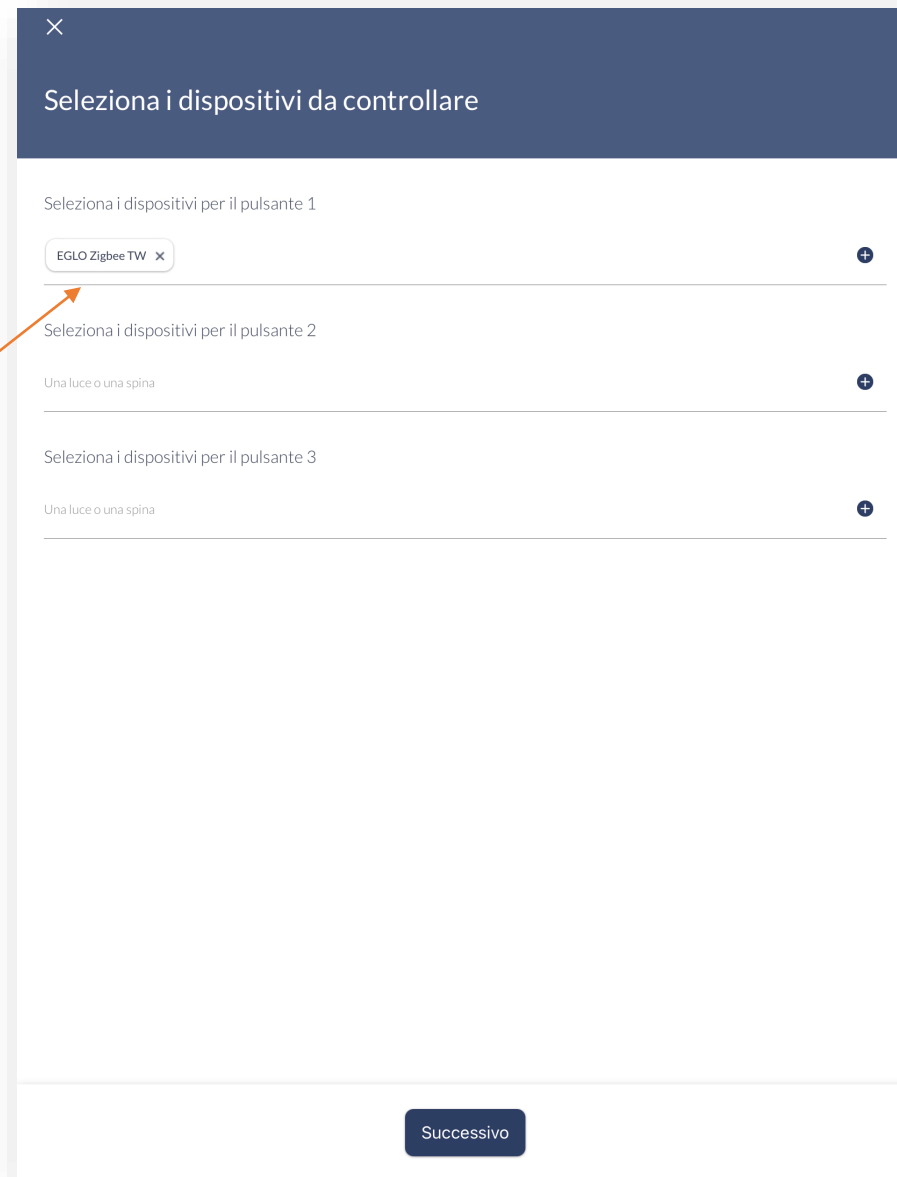 Seleziona i dispositivi da controllare
Seleziona i dispositivi per il pulsante 1
EGLO Zigbee TW
Seleziona i dispositivi per il pulsante 2
Una luce o una spina
Seleziona i dispositivi per il pulsante 3
Una luce o una spina
Successivo